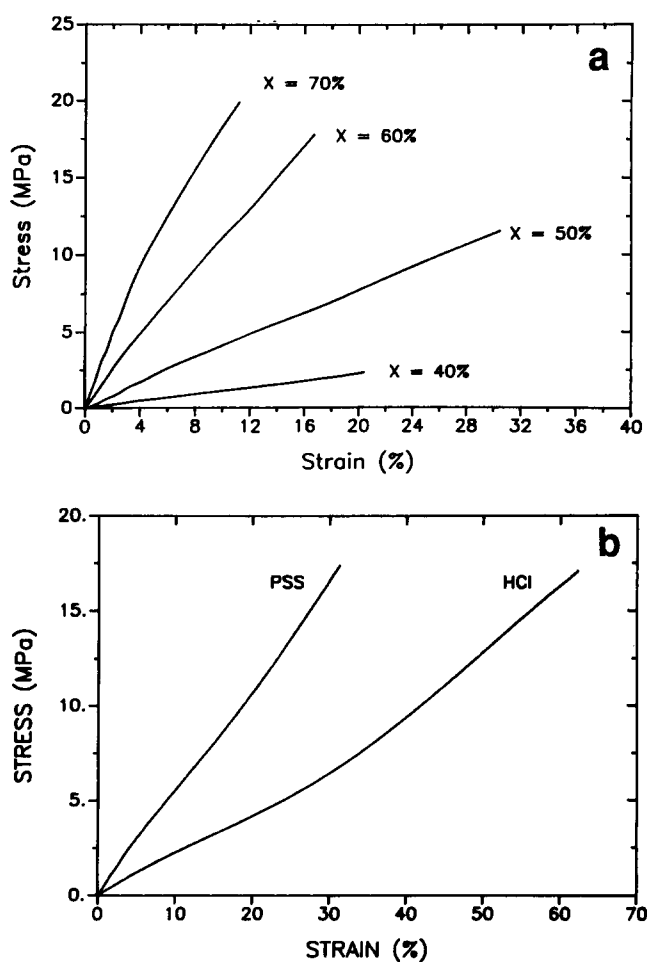 25
20
15
10
5
0
Stress (MPa)
a
X = 70%
X = 60%
X = 50%
X = 40%
0 4 8 12 16 20 24 28 32 36 40
Strain (%)
20.
15.
10.
5.
0.
STRESS (MPa)
b
PSS HCl
0 10 20 30 40 50 60 70
STRAIN (%)